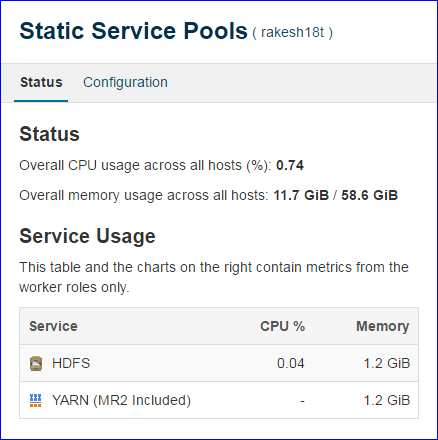 Static Service Pools ( rakesh18t )
Status Configuration
Status
Overall CPU usage across all hosts (%): 0.74
Overall memory usage across all hosts: 11.7 GiB / 58.6 GiB
Service Usage
This table and the charts on the right contain metrics from the
worker roles only.
Service CPU % Memory
HDFS 0.04 1.2 GiB
YARN (MR2 Included) - 1.2 GiB